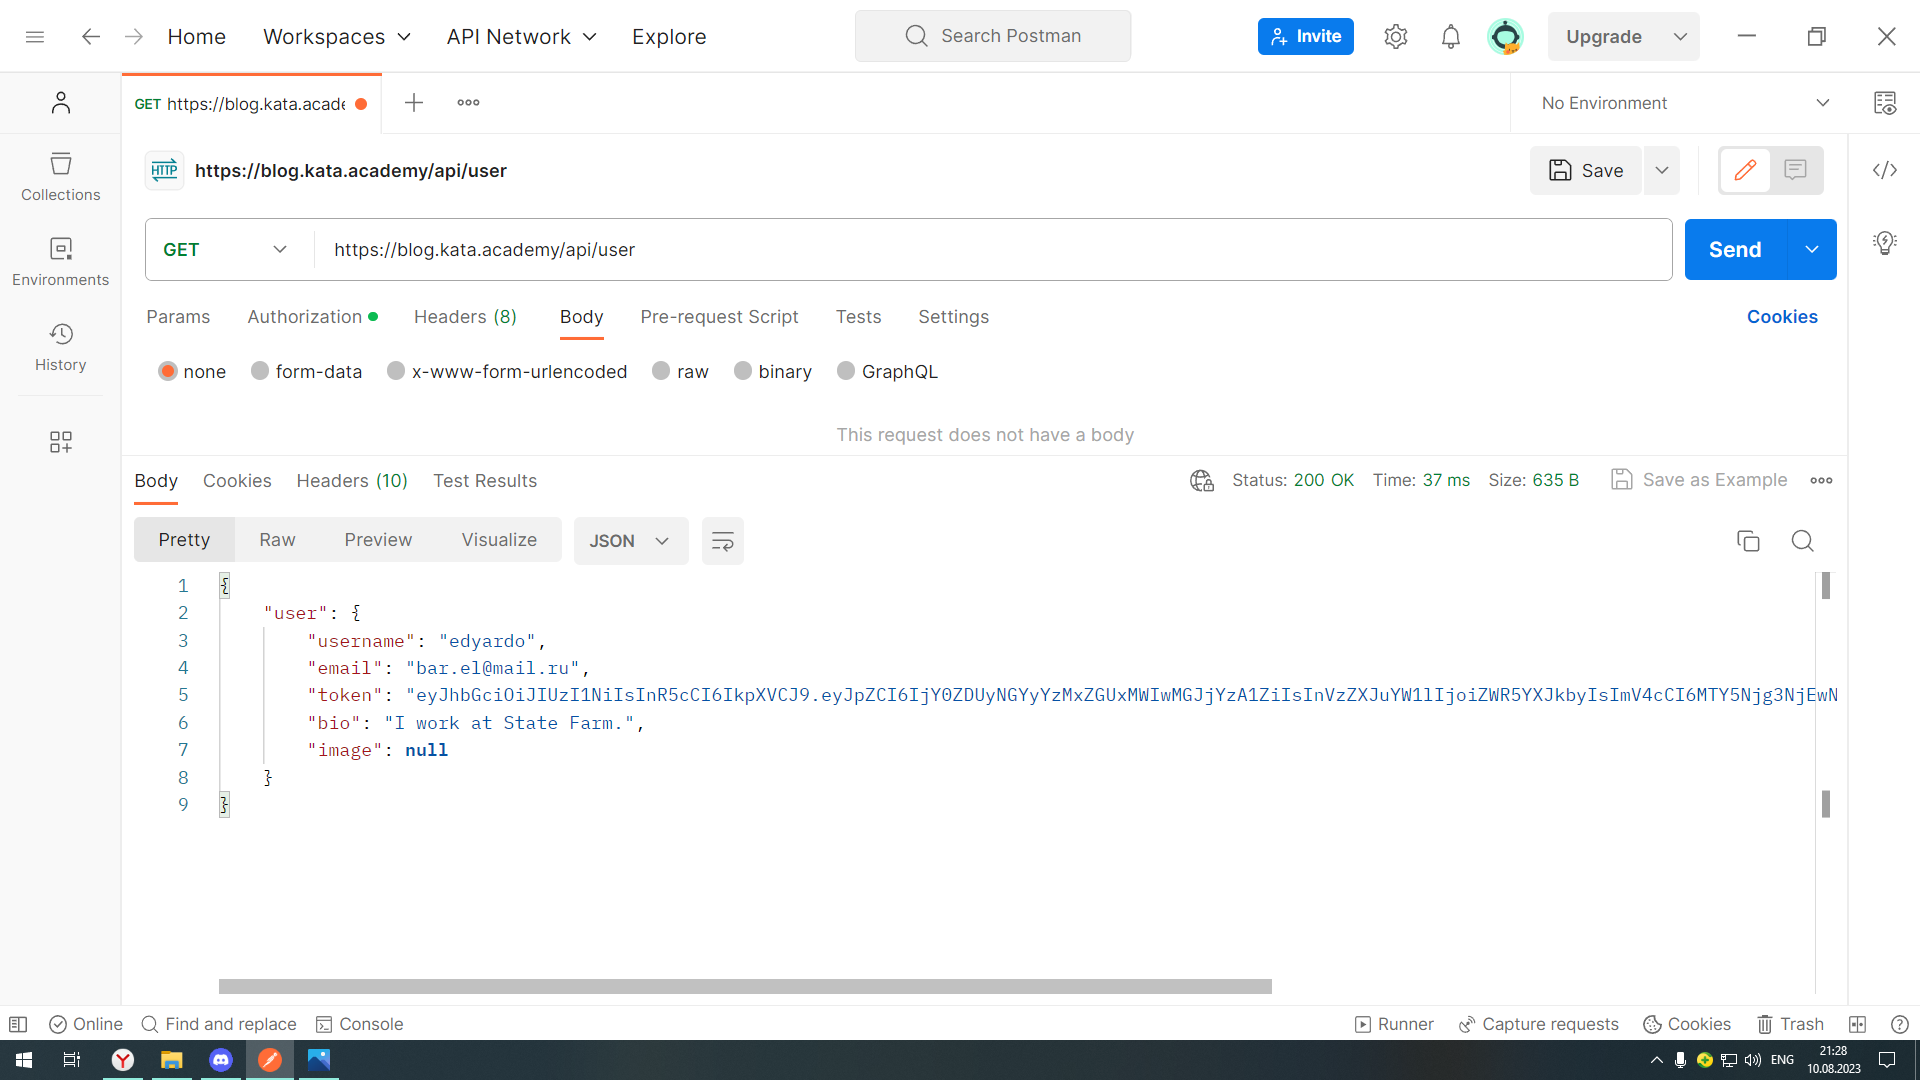 Home Workspaces API Network Explore Search Postman Invite Upgrade
GET https://blog.kata.acade No Environment
HTTP https://blog.kata.academy/api/user Save
Collections
GET https://blog.kata.academy/api/user Send
Environments
Params Authorization Headers (8) Body Pre-request Script Tests Settings Cookies
History
none form-data x-www-form-urlencoded raw binary GraphQL
This request does not have a body
Body Cookies Headers (10) Test Results Status: 200 OK Time: 37 ms Size: 635 B Save as Example
Pretty Raw Preview Visualize JSON
1 {
2 "user": {
3 "username": "edyardo",
4 "email": "bar.el@mail.ru",
5 "token": "eyJhbGciOiJIUzI1NiIsInR5cCI6IkpXVCJ9.eyJpZCI6IjY0ZDUyNGYyYzMxZGUxMWIwMGJjYzA1ZiIsInVzZXJuYW1lIjoiZWR5YXJkbyIsImV4cCI6MTY5Njg3NjEwN
6 "bio": "I work at State Farm.",
7 "image": null
8 }
9 }
Online Find and replace Console Runner Capture requests Cookies Trash
ENG 21:28
10.08.2023